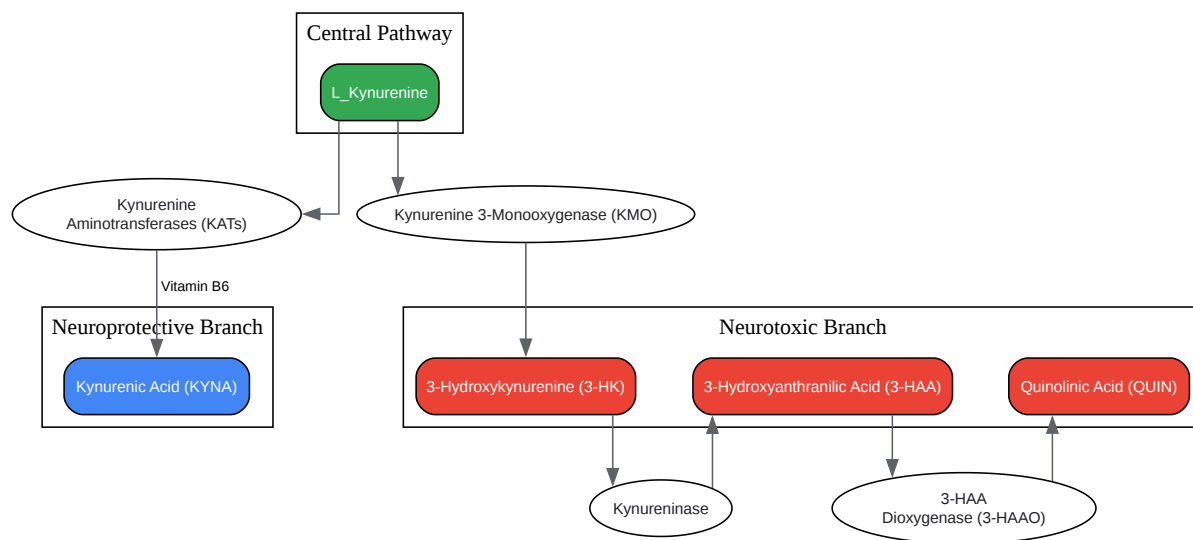 Central Pathway
L_Kynurenine
Kynurenine
Aminotransferases (KATs)
Kynurenine 3-Monooxygenase (KMO)
Vitamin B6
Neuroprotective Branch
Neurotoxic Branch
Kynurenic Acid (KYNA)
3-Hydroxykynurenine (3-HK)
3-Hydroxyanthranilic Acid (3-HAA)
Quinolinic Acid (QUIN)
Kynureninase
3-HAA
Dioxygenase (3-HAAO)